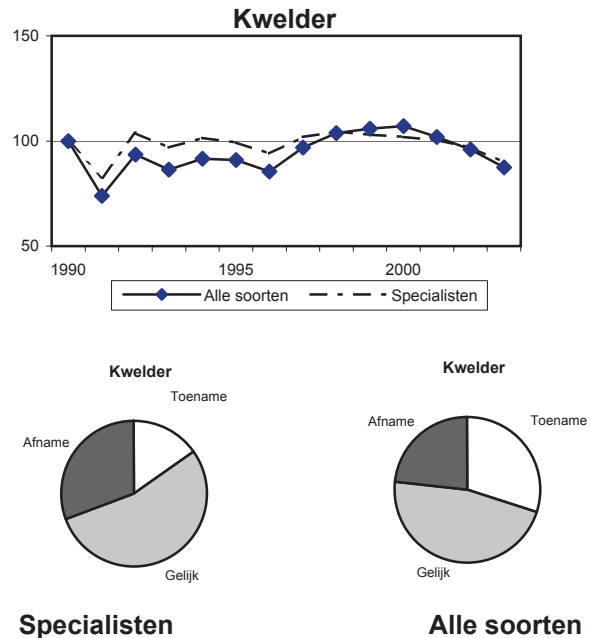 Kwelder
150
100
50
1990 1995 2000
Alle soorten Specialisten
Kwelder
Toename
Afname
Gelijk
Specialisten
Kwelder
Toename
Afname
Gelijk
Alle soorten